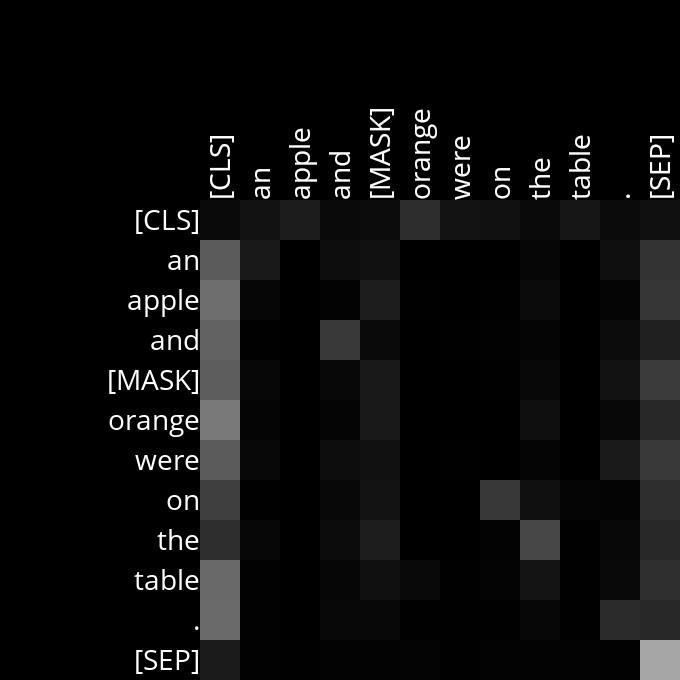 [CLS] an apple and [MASK] orange were on the table . [SEP]
[CLS]
an
apple
and
[MASK]
orange
were
on
the
table
.
[SEP]